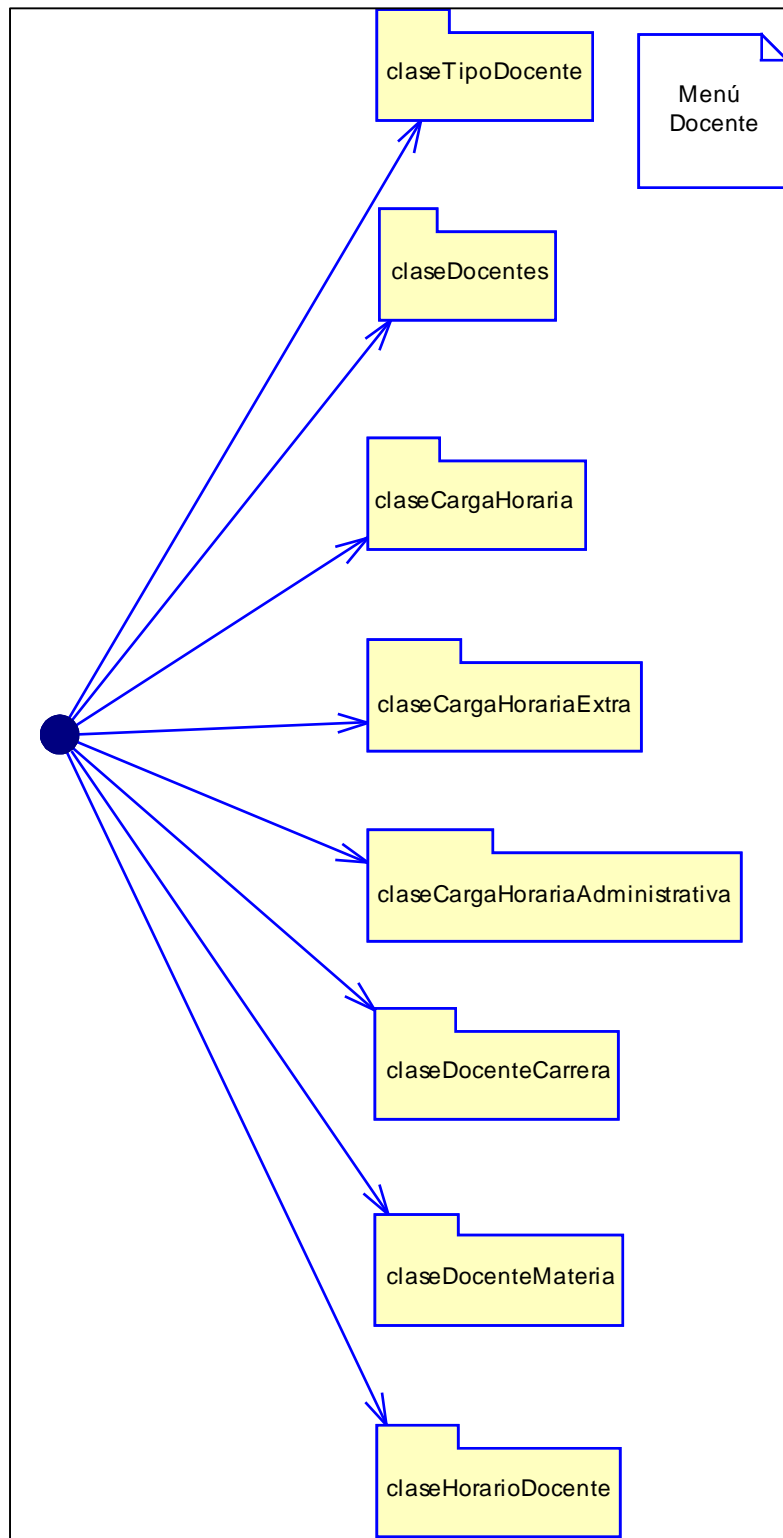 claseTipoDocente
Menú
Docente
claseDocentes
claseCargaHoraria
claseCargaHorariaExtra
claseCargaHorariaAdministrativa
claseDocenteCarrera
claseDocenteMateria
claseHorarioDocente